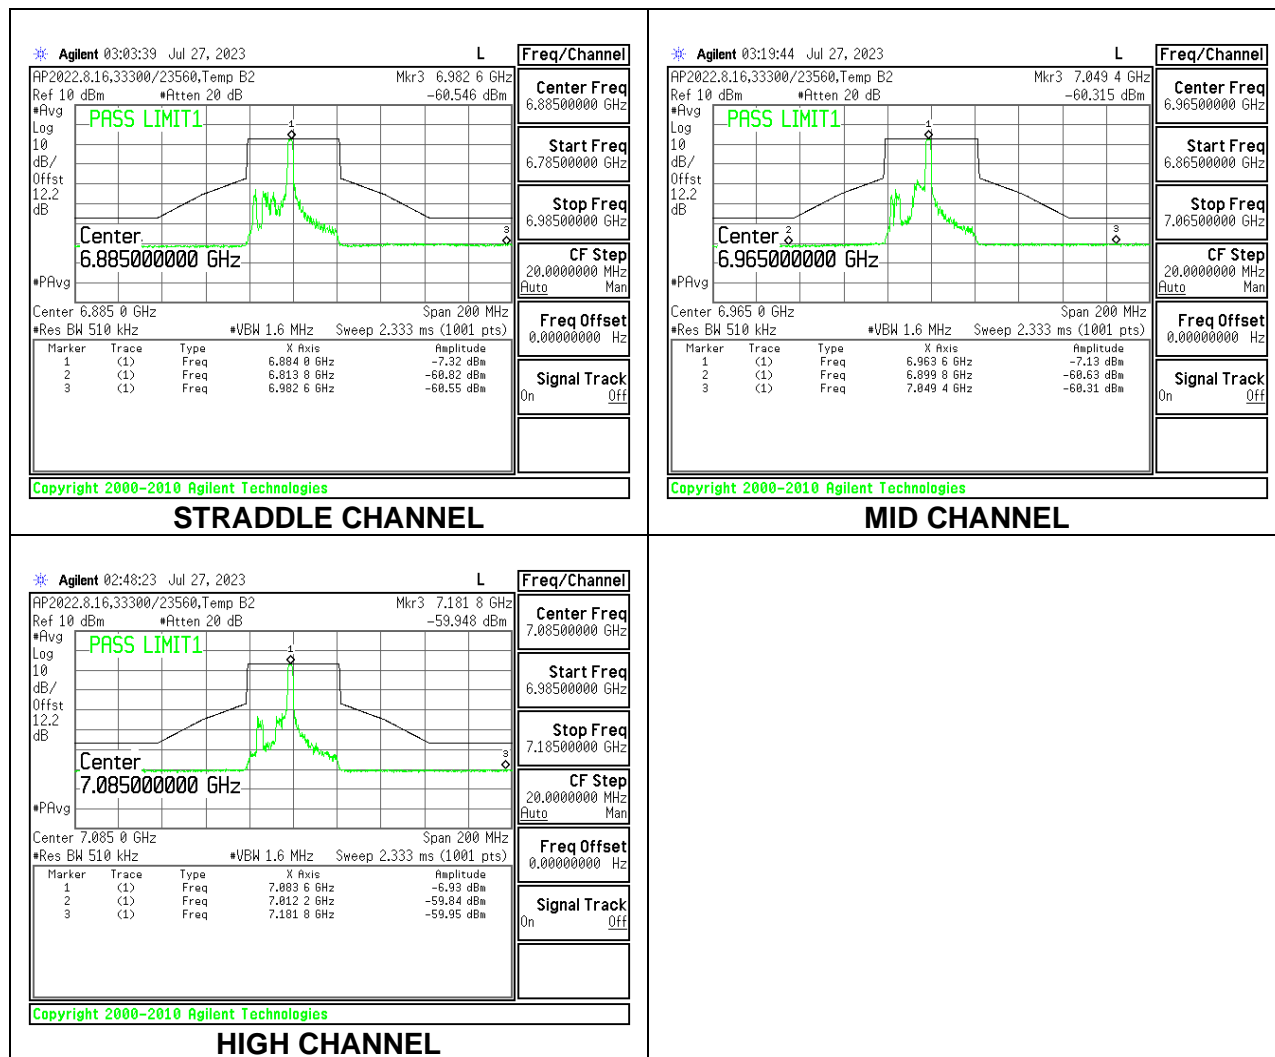 Agilent 03:03:39 Jul 27, 2023 L
Freq/Channel
AP2022.8.16,33300/23560,Temp B2 Mkr3 6.982 6 GHz
Ref 10 dBm #Atten 20 dB -60.546 dBm
#Avg
Log
10
dB/
Offst
12.2
dB
#PAvg
PASS LIMIT1
1
3
Center
6.885000000 GHz
Center 6.885 0 GHz Span 200 MHz
#Res BW 510 kHz #VBW 1.6 MHz Sweep 2.333 ms (1001 pts)
Marker Trace Type X Axis Amplitude
1 (1) Freq 6.884 0 GHz -7.32 dBm
2 (1) Freq 6.813 8 GHz -60.82 dBm
3 (1) Freq 6.982 6 GHz -60.55 dBm
Center Freq
6.88500000 GHz
Start Freq
6.78500000 GHz
Stop Freq
6.98500000 GHz
CF Step
20.0000000 MHz
Auto Man
Freq Offset
0.00000000 Hz
Signal Track
On Off
Copyright 2000-2010 Agilent Technologies
STRADDLE CHANNEL
Agilent 03:19:44 Jul 27, 2023 L
Freq/Channel
AP2022.8.16,33300/23560,Temp B2 Mkr3 7.049 4 GHz
Ref 10 dBm #Atten 20 dB -60.315 dBm
#Avg
Log
10
dB/
Offst
12.2
dB
#PAvg
PASS LIMIT1
1
2
3
Center
6.965000000 GHz
Center 6.965 0 GHz Span 200 MHz
#Res BW 510 kHz #VBW 1.6 MHz Sweep 2.333 ms (1001 pts)
Marker Trace Type X Axis Amplitude
1 (1) Freq 6.963 6 GHz -7.13 dBm
2 (1) Freq 6.899 8 GHz -60.63 dBm
3 (1) Freq 7.049 4 GHz -60.31 dBm
Center Freq
6.96500000 GHz
Start Freq
6.86500000 GHz
Stop Freq
7.06500000 GHz
CF Step
20.0000000 MHz
Auto Man
Freq Offset
0.00000000 Hz
Signal Track
On Off
Copyright 2000-2010 Agilent Technologies
MID CHANNEL
Agilent 02:48:23 Jul 27, 2023 L
Freq/Channel
AP2022.8.16,33300/23560,Temp B2 Mkr3 7.181 8 GHz
Ref 10 dBm #Atten 20 dB -59.948 dBm
#Avg
Log
10
dB/
Offst
12.2
dB
#PAvg
PASS LIMIT1
1
3
Center
7.085000000 GHz
Center 7.085 0 GHz Span 200 MHz
#Res BW 510 kHz #VBW 1.6 MHz Sweep 2.333 ms (1001 pts)
Marker Trace Type X Axis Amplitude
1 (1) Freq 7.083 6 GHz -6.93 dBm
2 (1) Freq 7.012 2 GHz -59.84 dBm
3 (1) Freq 7.181 8 GHz -59.95 dBm
Center Freq
7.08500000 GHz
Start Freq
6.98500000 GHz
Stop Freq
7.18500000 GHz
CF Step
20.0000000 MHz
Auto Man
Freq Offset
0.00000000 Hz
Signal Track
On Off
Copyright 2000-2010 Agilent Technologies
HIGH CHANNEL